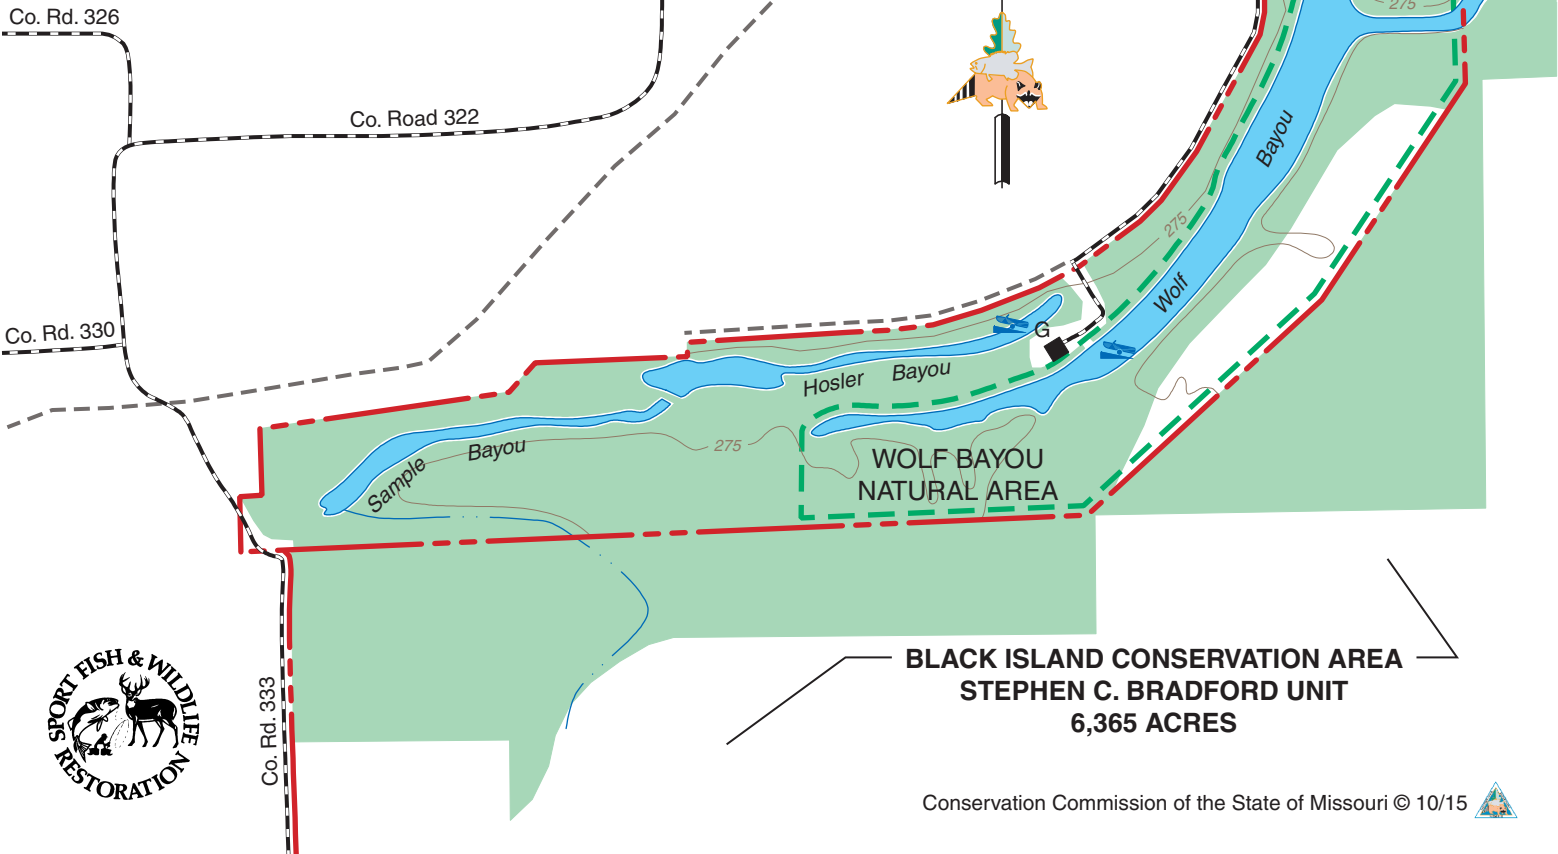 Co. Rd. 326
275
Co. Road 322
Bayou
275
Wolf
Co. Rd. 330
G
Hosler Bayou
Sample Bayou
275
WOLF BAYOU
NATURAL AREA
SPORT FISH & WILDLIFE
RESTORATION
Co. Rd. 333
BLACK ISLAND CONSERVATION AREA
STEPHEN C. BRADFORD UNIT
6,365 ACRES
Conservation Commission of the State of Missouri © 10/15